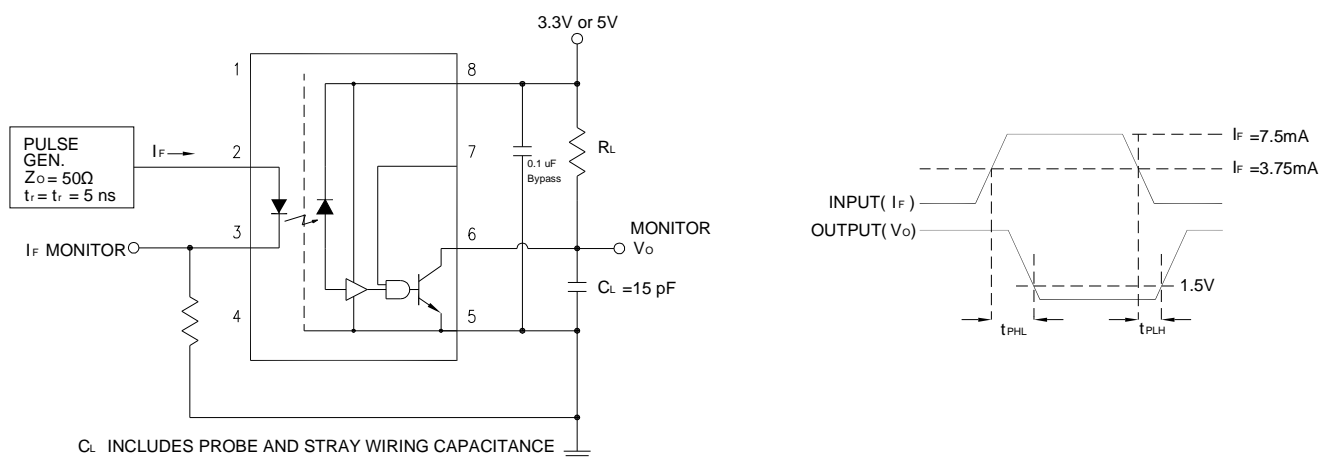 3.3V or 5V
1
8
PULSE
GEN.
Zo = 50Ω
tr = tr = 5 ns
IF
2
7
0.1 uF
Bypass
RL
3
IF MONITOR
6
MONITOR
Vo
CL =15 pF
4
5
CL INCLUDES PROBE AND STRAY WIRING CAPACITANCE
IF =7.5mA
IF =3.75mA
INPUT( IF )
OUTPUT( Vo )
1.5V
tPHL
tPLH